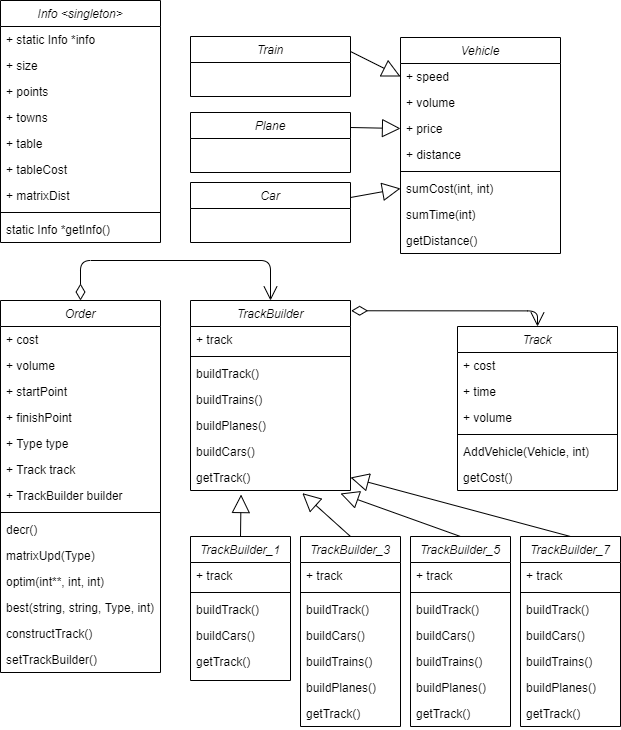 Info <singleton>
+ static Info *info
+ size
+ points
+ towns
+ table
+ tableCost
+ matrixDist
static Info *getInfo()
Train
Plane
Car
Vehicle
+ speed
+ volume
+ price
+ distance
sumCost(int, int)
sumTime(int)
getDistance()
Order
+ cost
+ volume
+ startPoint
+ finishPoint
+ Type type
+ Track track
+ TrackBuilder builder
decr()
matrixUpd(Type)
optim(int**, int, int)
best(string, string, Type, int)
constructTrack()
setTrackBuilder()
TrackBuilder
+ track
buildTrack()
buildTrains()
buildPlanes()
buildCars()
getTrack()
Track
+ cost
+ time
+ volume
AddVehicle(Vehicle, int)
getCost()
TrackBuilder_1
+ track
buildTrack()
buildCars()
getTrack()
TrackBuilder_3
+ track
buildTrack()
buildCars()
buildTrains()
buildPlanes()
getTrack()
TrackBuilder_5
+ track
buildTrack()
buildCars()
buildTrains()
buildPlanes()
getTrack()
TrackBuilder_7
+ track
buildTrack()
buildCars()
buildTrains()
buildPlanes()
getTrack()